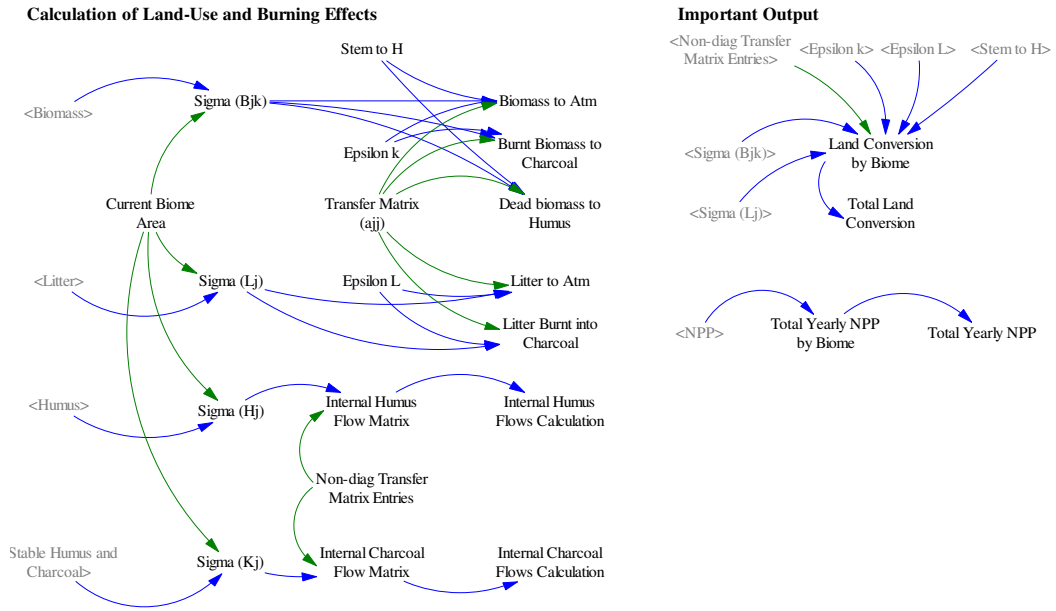 Calculation of Land-Use and Burning Effects
Stem to H
<Biomass>
Sigma (Bjk)
Biomass to Atm
Epsilon k
Burnt Biomass to
Charcoal
Current Biome
Area
Transfer Matrix
(ajj)
Dead biomass to
Humus
<Litter>
Sigma (Lj)
Epsilon L
Litter to Atm
Litter Burnt into
Charcoal
<Humus>
Sigma (Hj)
Internal Humus
Flow Matrix
Internal Humus
Flows Calculation
Non-diag Transfer
Matrix Entries
Stable Humus and
Charcoal>
Sigma (Kj)
Internal Charcoal
Flow Matrix
Internal Charcoal
Flows Calculation
Important Output
<Non-diag Transfer
Matrix Entries>
<Epsilon k>
<Epsilon L>
<Stem to H>
<Sigma (Bjk)>
Land Conversion
by Biome
<Sigma (Lj)>
Total Land
Conversion
<NPP>
Total Yearly NPP
by Biome
Total Yearly NPP